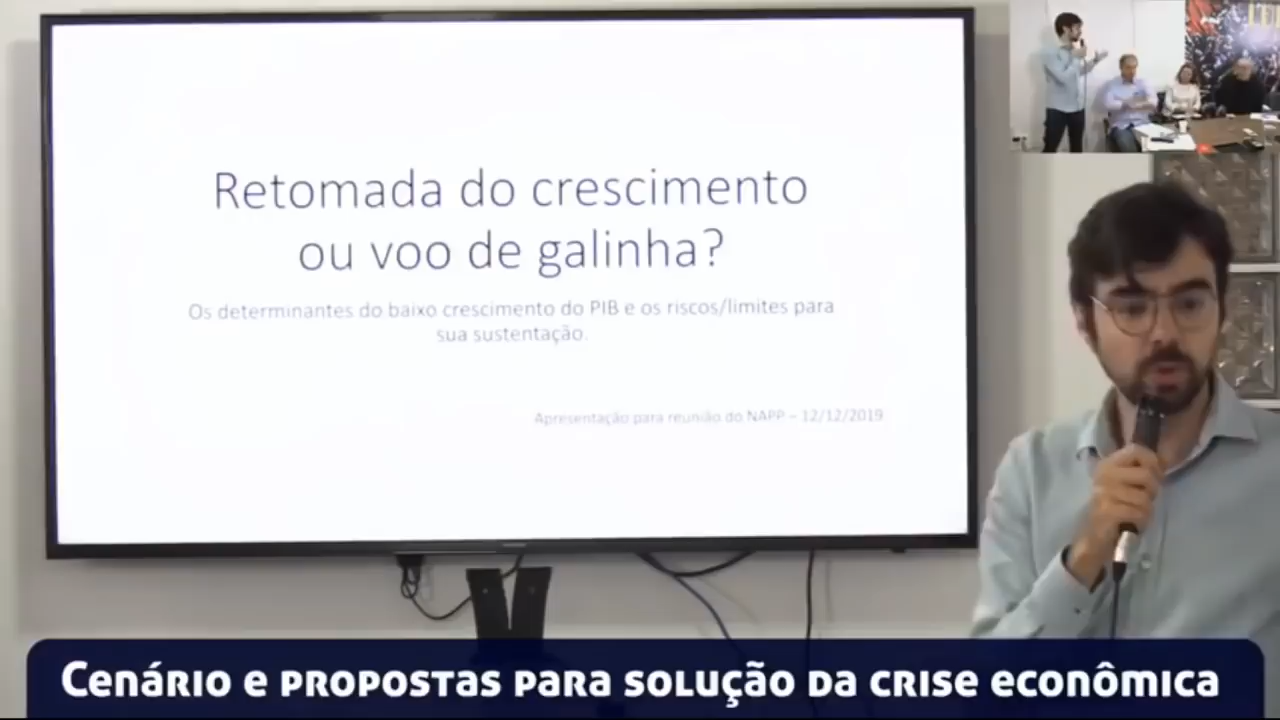 Retomada do crescimento
ou voo de galinha?
Os determinantes do baixo crescimento do PIB e os riscos/limites para
sua sustentação.
Apresentação para reunião do NAPP – 12/12/2019
Cenário e propostas para solução da crise econômica